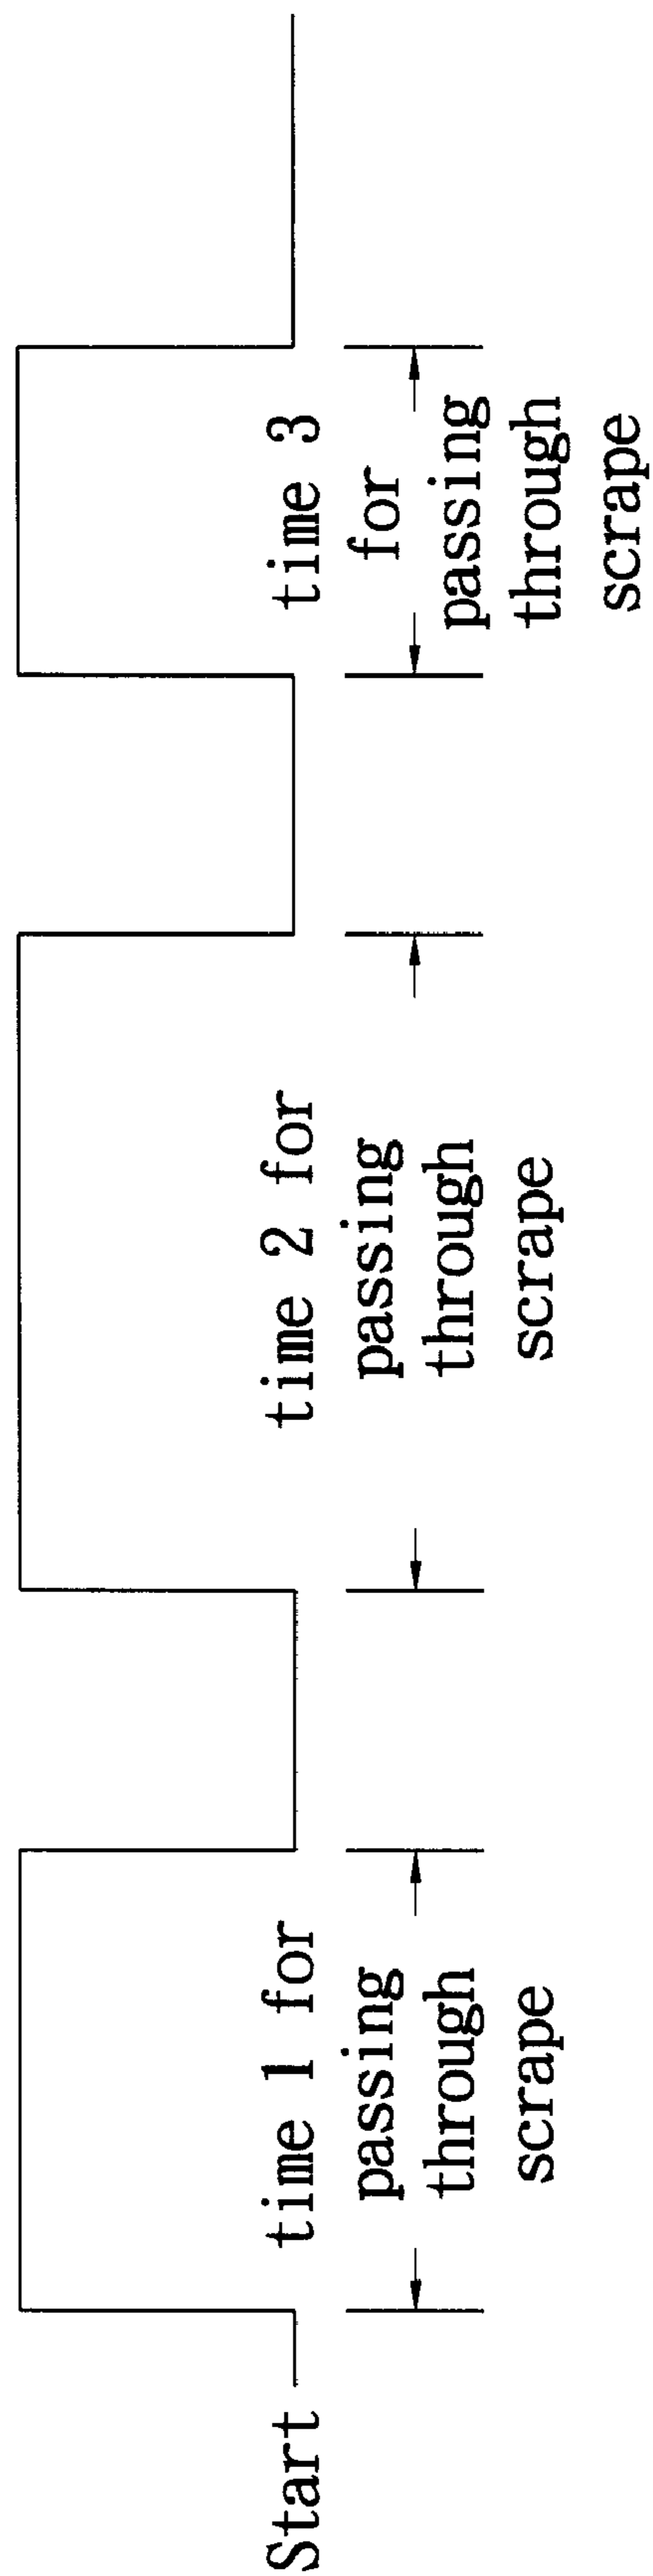 Start
time 1 for
passing
through
scrape
time 2 for
passing
through
scrape
time 3
for
passing
through
scrape